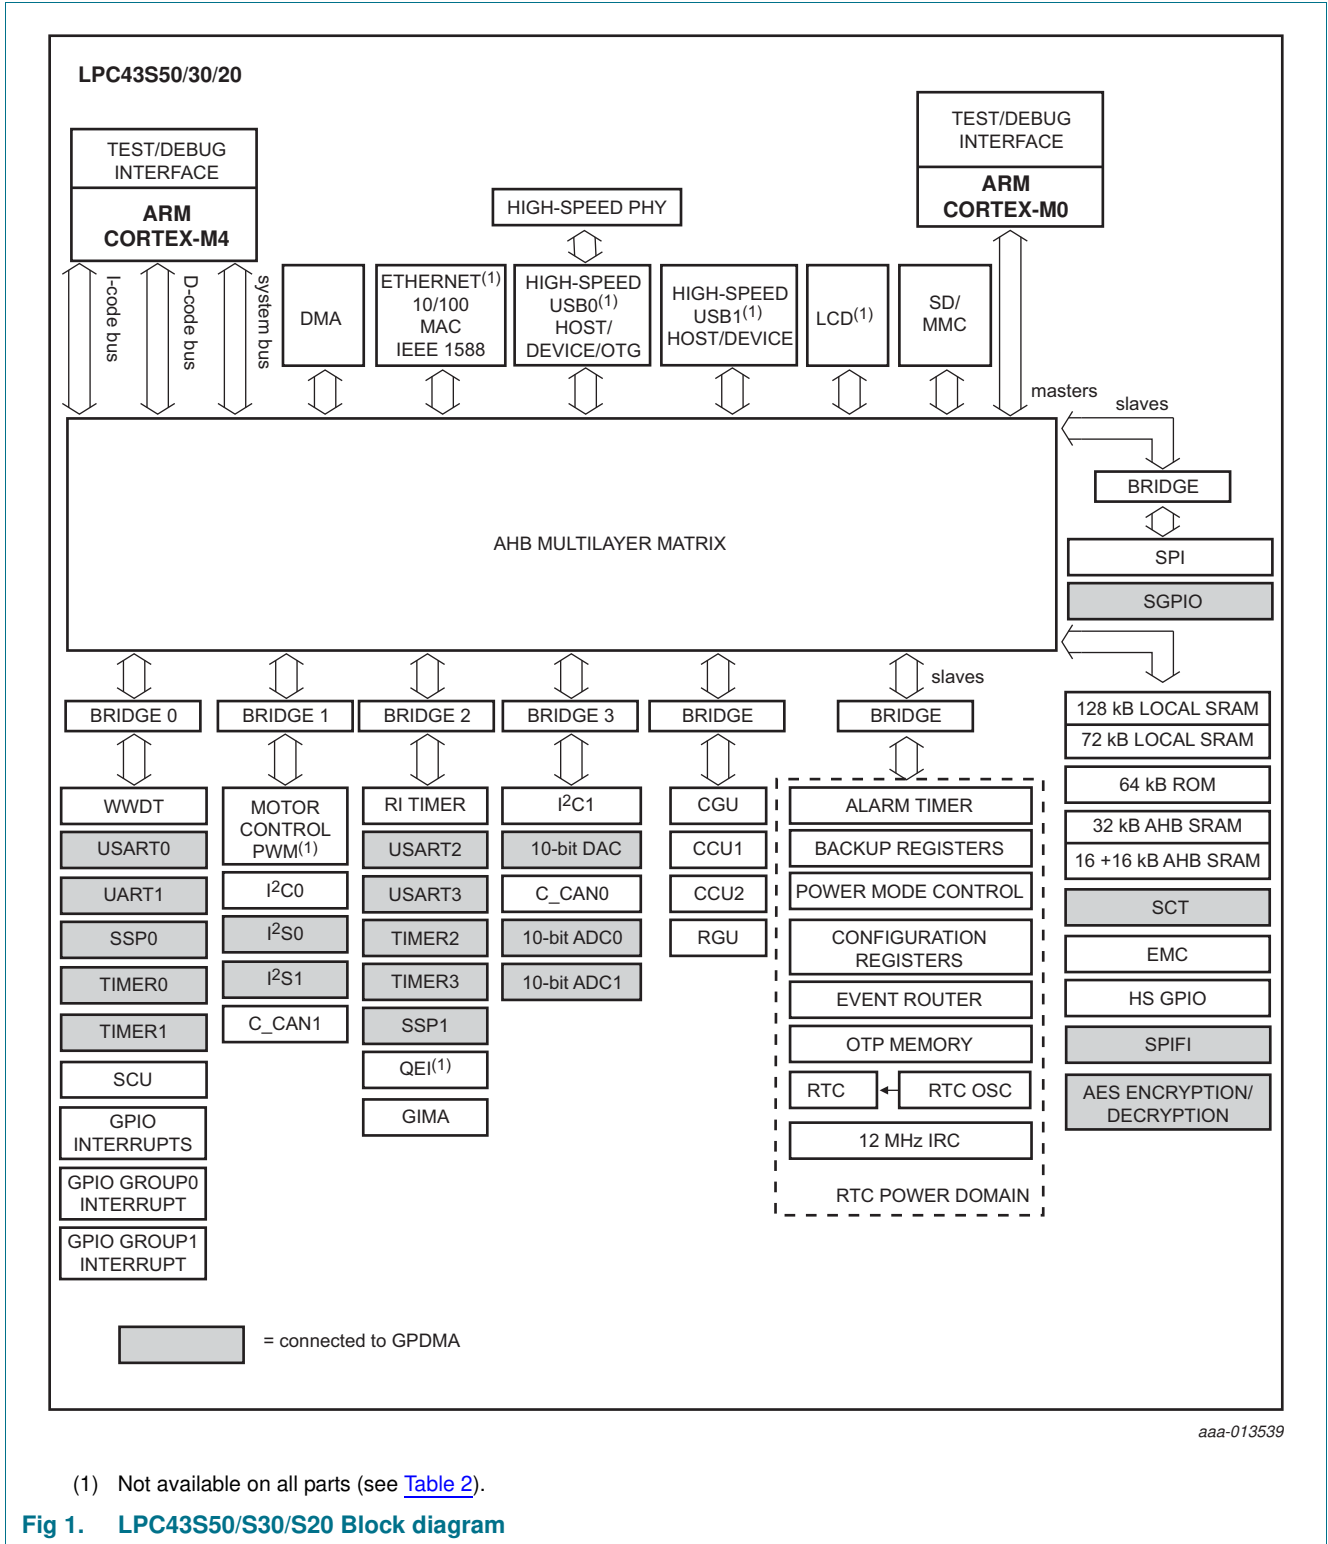 LPC43S50/30/20
TEST/DEBUG
INTERFACE
ARM
CORTEX-M4
TEST/DEBUG
INTERFACE
ARM
CORTEX-M0
HIGH-SPEED PHY
I-code bus
D-code bus
system bus
DMA
ETHERNET(1)
10/100
MAC
IEEE 1588
HIGH-SPEED
USB0(1)
HOST/
DEVICE/OTG
HIGH-SPEED
USB1(1)
HOST/DEVICE
LCD(1)
SD/
MMC
masters
slaves
BRIDGE
SPI
SGPIO
AHB MULTILAYER MATRIX
slaves
BRIDGE 0
BRIDGE 1
BRIDGE 2
BRIDGE 3
BRIDGE
BRIDGE
WWDT
USART0
UART1
SSP0
TIMER0
TIMER1
SCU
GPIO
INTERRUPTS
GPIO GROUP0
INTERRUPT
GPIO GROUP1
INTERRUPT
MOTOR
CONTROL
PWM(1)
I2C0
I2S0
I2S1
C_CAN1
RI TIMER
USART2
USART3
TIMER2
TIMER3
SSP1
QEI(1)
GIMA
I2C1
10-bit DAC
C_CAN0
10-bit ADC0
10-bit ADC1
CGU
CCU1
CCU2
RGU
ALARM TIMER
BACKUP REGISTERS
POWER MODE CONTROL
CONFIGURATION
REGISTERS
EVENT ROUTER
OTP MEMORY
RTC
RTC OSC
12 MHz IRC
RTC POWER DOMAIN
128 kB LOCAL SRAM
72 kB LOCAL SRAM
64 kB ROM
32 kB AHB SRAM
16 +16 kB AHB SRAM
SCT
EMC
HS GPIO
SPIFI
AES ENCRYPTION/
DECRYPTION
= connected to GPDMA
aaa-013539
(1) Not available on all parts (see Table 2).
Fig 1. LPC43S50/S30/S20 Block diagram